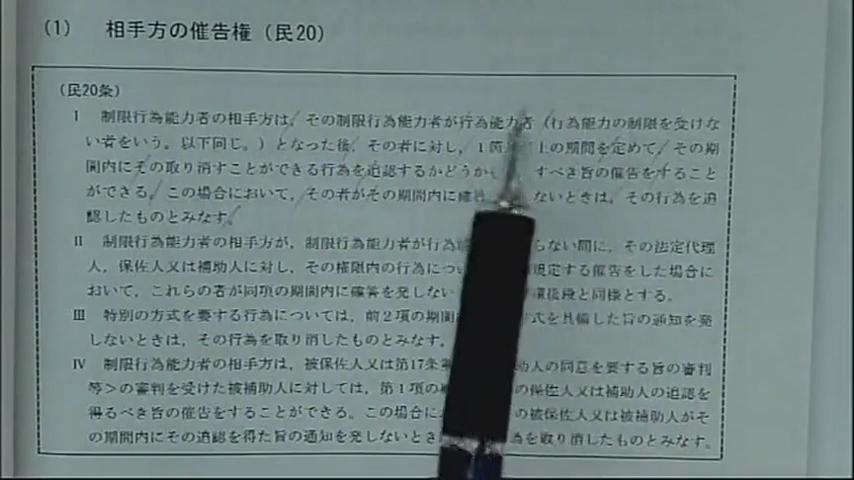 (1) 相手方の催告権（民20）
（民20条）
Ⅰ 制限行為能力者の相手方は，その制限行為能力者が行為能力者（行為能力の制限を受けな
い者をいう。以下同じ。）となった後，その者に対し，1箇 上の期間を定めて，その期
間内にその取り消すことができる行為を追認するかどうか すべき旨の催告をすること
ができる。この場合において，その者がその期間内に確答 ないときは，その行為を追
認したものとみなす。
Ⅱ 制限行為能力者の相手方が，制限行為能力者が行為 らない間に，その法定代理
人，保佐人又は補助人に対し，その権限内の行為につ 規定する催告をした場合に
おいて，これらの者が同項の期間内に確答を発しない 項後段と同様とする。
Ⅲ 特別の方式を要する行為については，前2項の期間 式を具備した旨の通知を発
しないときは，その行為を取り消したものとみなす。
Ⅳ 制限行為能力者の相手方は，被保佐人又は第17条第 助人の同意を要する旨の審判
等＞の審判を受けた被補助人に対しては，第1項の の保佐人又は補助人の追認を
得るべき旨の催告をすることができる。この場合に の被保佐人又は被補助人がそ
の期間内にその追認を得た旨の通知を発しないとき 為を取り消したものとみなす。